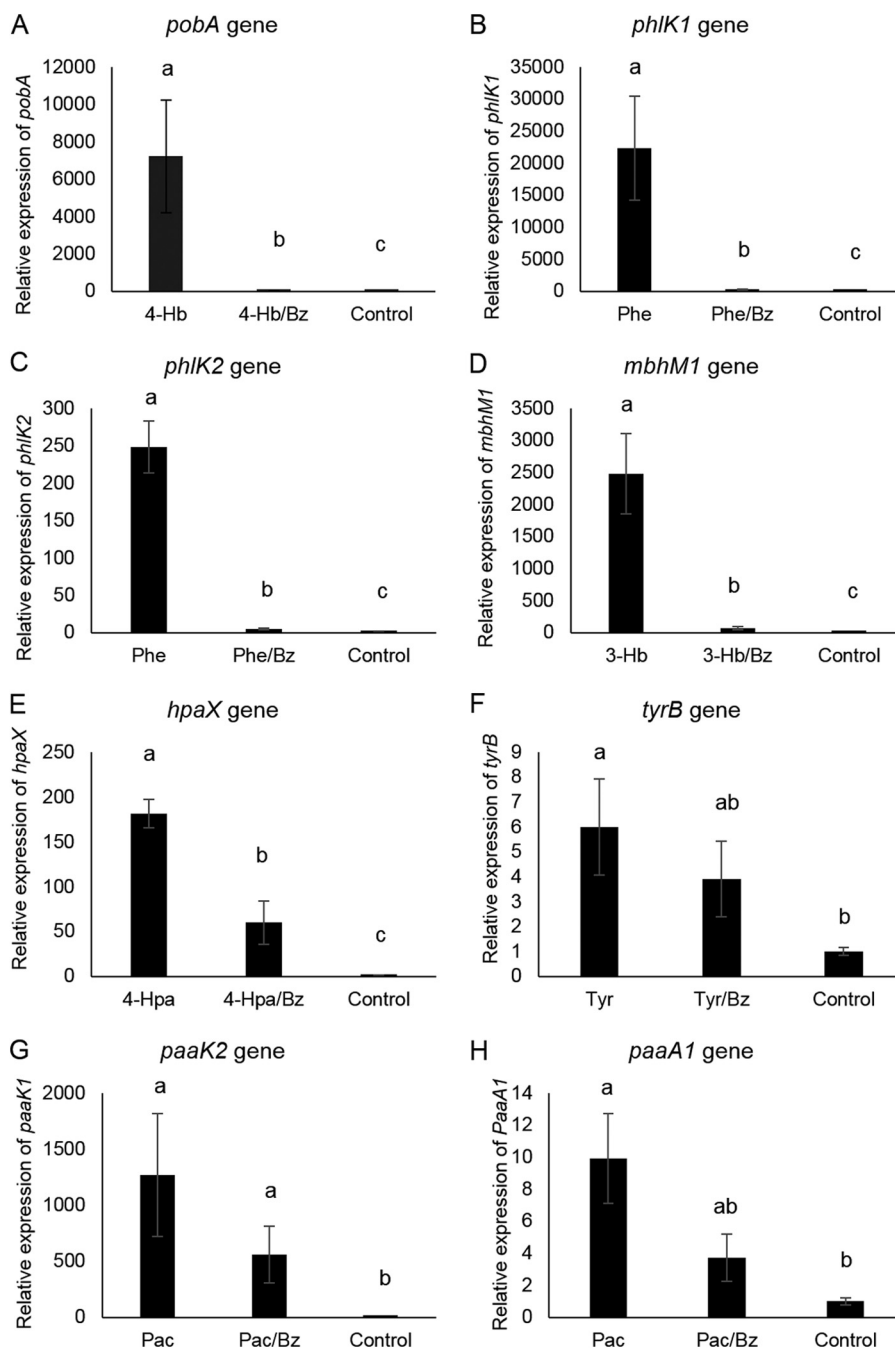 A
pobA gene
Relative expression of pobA
12000
10000
8000
6000
4000
2000
0
a
b
c
4-Hb
4-Hb/Bz
Control
B
phlK1 gene
Relative expression of phlK1
35000
30000
25000
20000
15000
10000
5000
0
a
b
c
Phe
Phe/Bz
Control
C
phlK2 gene
Relative expression of phlK2
300
250
200
150
100
50
0
a
b
c
Phe
Phe/Bz
Control
D
mbhM1 gene
Relative expression of mbhM1
3500
3000
2500
2000
1500
1000
500
0
a
b
c
3-Hb
3-Hb/Bz
Control
E
hpaX gene
Relative expression of hpaX
250
200
150
100
50
0
a
b
c
4-Hpa
4-Hpa/Bz
Control
F
tyrB gene
Relative expression of tyrB
9
8
7
6
5
4
3
2
1
0
a
ab
b
Tyr
Tyr/Bz
Control
G
paaK2 gene
Relative expression of paaK1
2000
1500
1000
500
0
a
a
b
Pac
Pac/Bz
Control
H
paaA1 gene
Relative expression of PaaA1
14
12
10
8
6
4
2
0
a
ab
b
Pac
Pac/Bz
Control